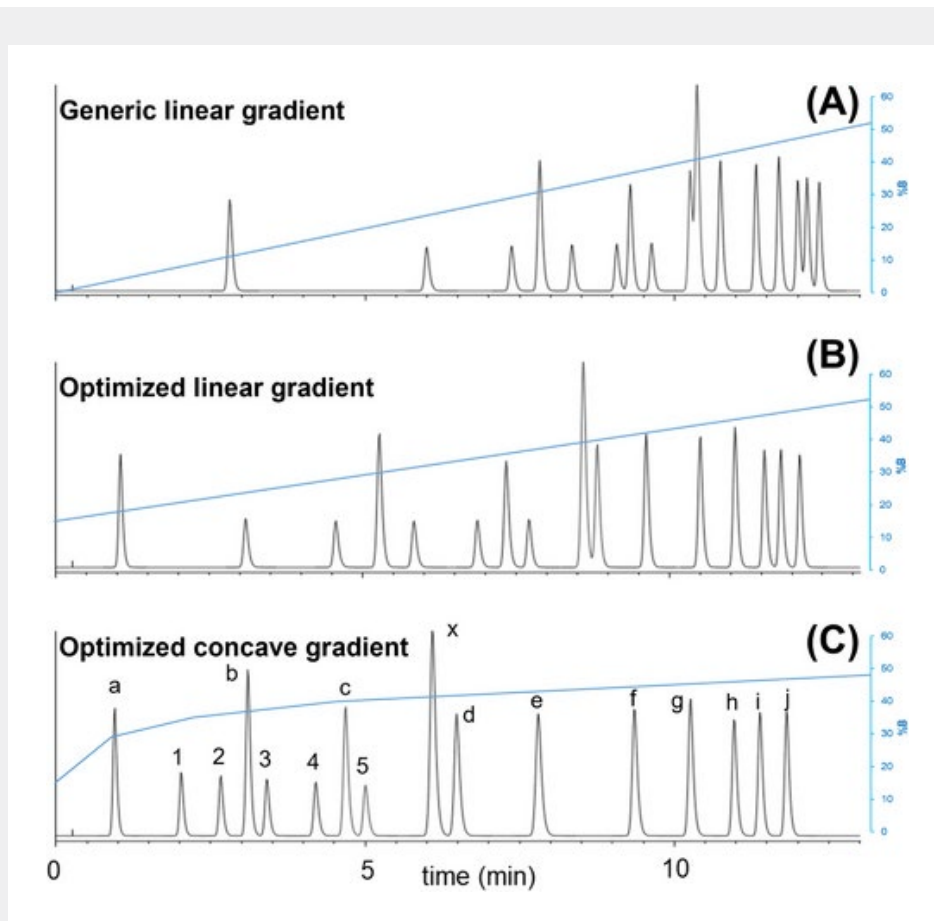 Generic linear gradient
(A)
60
50
40
30
20
10
0
%B
Optimized linear gradient
(B)
60
50
40
30
20
10
0
%B
Optimized concave gradient
(C)
a
1
2
b
3
4
c
5
x
d
e
f
g
h
i
j
60
50
40
30
20
10
0
%B
0 5 10
time (min)